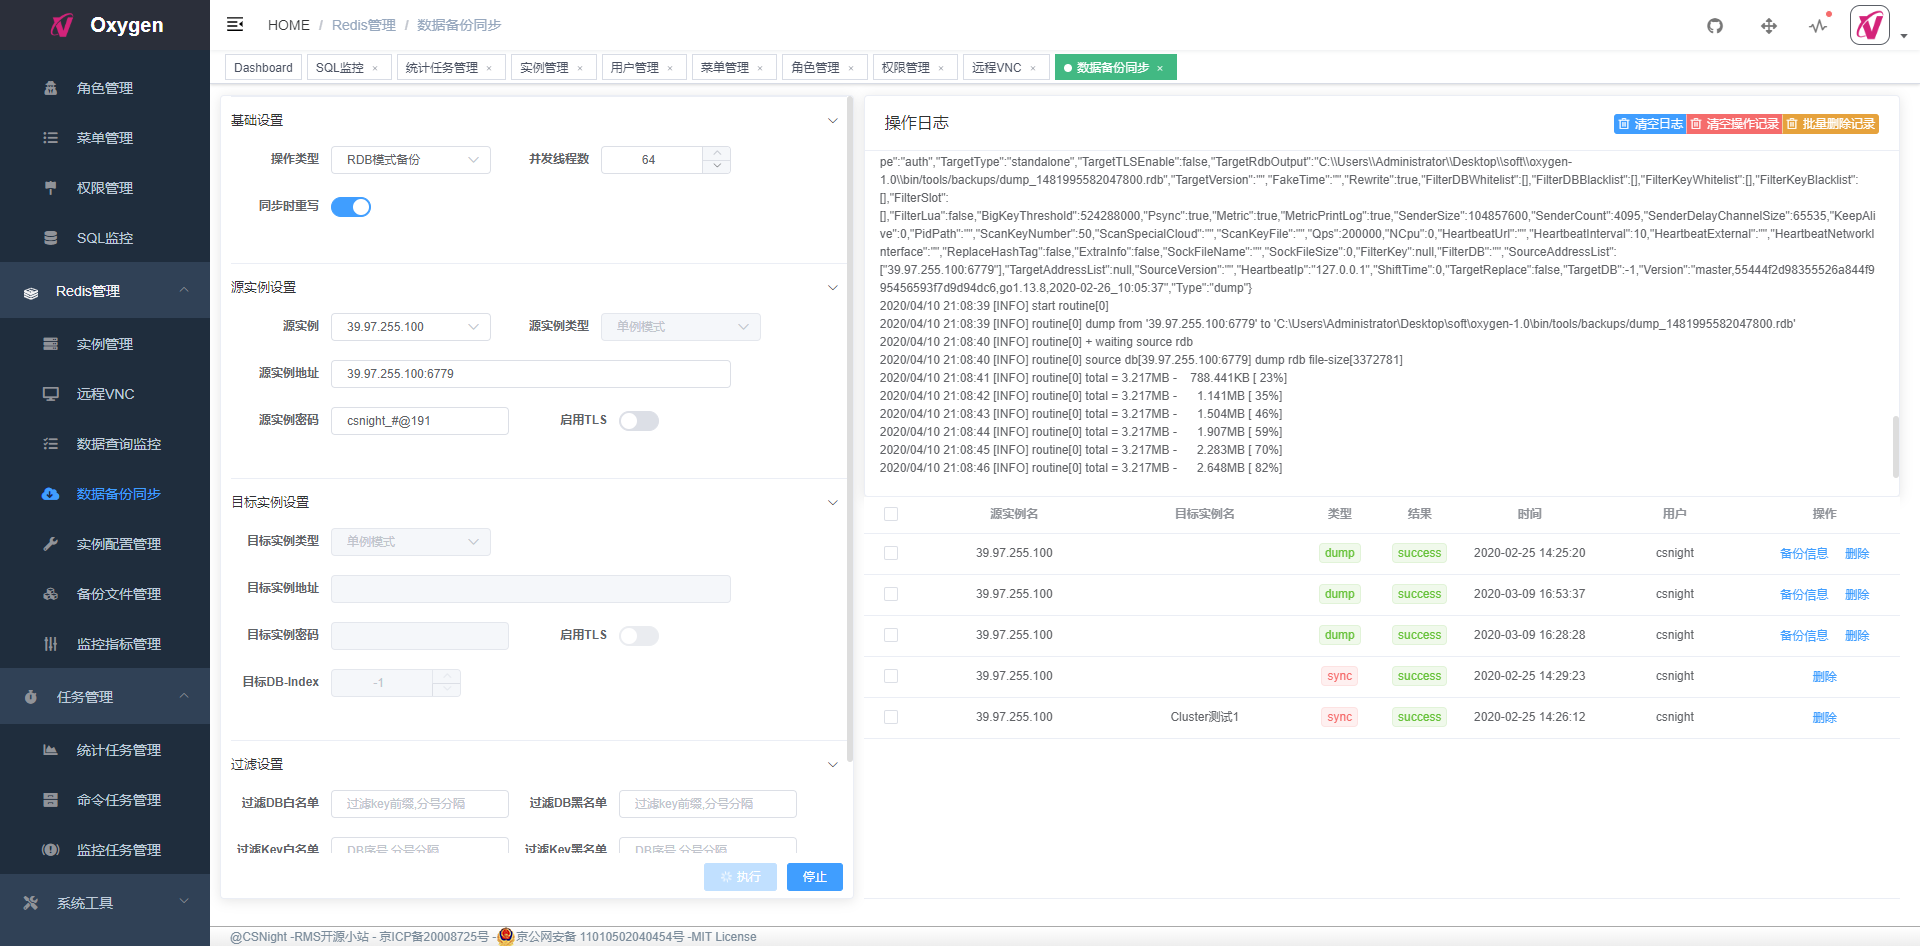 Oxygen
HOME / Redis管理 / 数据备份同步
Dashboard SQL监控 × 统计任务管理 × 实例管理 × 用户管理 × 菜单管理 × 角色管理 × 权限管理 × 远程VNC × 数据备份同步 ×
角色管理
菜单管理
权限管理
SQL监控
Redis管理
实例管理
远程VNC
数据查询监控
数据备份同步
实例配置管理
备份文件管理
监控指标管理
任务管理
统计任务管理
命令任务管理
监控任务管理
系统工具
基础设置
操作类型 RDB模式备份 并发线程数 64
同步时重写
源实例设置
源实例 39.97.255.100 源实例类型 单例模式
源实例地址 39.97.255.100:6779
源实例密码 csnight_#@191 启用TLS
目标实例设置
目标实例类型 单例模式
目标实例地址
目标实例密码 启用TLS
目标DB-Index -1
过滤设置
过滤DB白名单 过滤key前缀,分号分隔 过滤DB黑名单 过滤key前缀,分号分隔
过滤Key白名单 DB序号,分号分隔 过滤Key黑名单 DB序号,分号分隔
执行 停止
操作日志 清空日志 清空操作记录 批量删除记录
pe":"auth","TargetType":"standalone","TargetTLSEnable":false,"TargetRdbOutput":"C:\\Users\\Administrator\\Desktop\\soft\\oxygen-
1.0\\bin/tools/backups/dump_1481995582047800.rdb","TargetVersion":"","FakeTime":"","Rewrite":true,"FilterDBWhitelist":[],"FilterDBBlacklist":[],"FilterKeyWhitelist":[],"FilterKeyBlacklist":
[],"FilterSlot":
[],"FilterLua":false,"BigKeyThreshold":524288000,"Psync":true,"Metric":true,"MetricPrintLog":true,"SenderSize":104857600,"SenderCount":4095,"SenderDelayChannelSize":65535,"KeepAli
ve":0,"PidPath":"","ScanKeyNumber":50,"ScanSpecialCloud":"","ScanKeyFile":"","Qps":200000,"NCpu":0,"HeartbeatUrl":"","HeartbeatInterval":10,"HeartbeatExternal":"","HeartbeatNetworkI
nterface":"","ReplaceHashTag":false,"ExtraInfo":false,"SockFileName":"","SockFileSize":0,"FilterKey":null,"FilterDB":"","SourceAddressList":
["39.97.255.100:6779"],"TargetAddressList":null,"SourceVersion":"","HeartbeatIp":"127.0.0.1","ShiftTime":0,"TargetReplace":false,"TargetDB":-1,"Version":"master,55444f2d98355526a844f9
95456593f7d9d94dc6,go1.13.8,2020-02-26_10:05:37","Type":"dump"}
2020/04/10 21:08:39 [INFO] start routine[0]
2020/04/10 21:08:39 [INFO] routine[0] dump from '39.97.255.100:6779' to 'C:\Users\Administrator\Desktop\soft\oxygen-1.0\bin/tools/backups/dump_1481995582047800.rdb'
2020/04/10 21:08:40 [INFO] routine[0] + waiting source rdb
2020/04/10 21:08:40 [INFO] routine[0] source db[39.97.255.100:6779] dump rdb file-size[3372781]
2020/04/10 21:08:41 [INFO] routine[0] total = 3.217MB - 788.441KB [ 23%]
2020/04/10 21:08:42 [INFO] routine[0] total = 3.217MB - 1.141MB [ 35%]
2020/04/10 21:08:43 [INFO] routine[0] total = 3.217MB - 1.504MB [ 46%]
2020/04/10 21:08:44 [INFO] routine[0] total = 3.217MB - 1.907MB [ 59%]
2020/04/10 21:08:45 [INFO] routine[0] total = 3.217MB - 2.283MB [ 70%]
2020/04/10 21:08:46 [INFO] routine[0] total = 3.217MB - 2.648MB [ 82%]
源实例名 目标实例名 类型 结果 时间 用户 操作
39.97.255.100 dump success 2020-02-25 14:25:20 csnight 备份信息 删除
39.97.255.100 dump success 2020-03-09 16:53:37 csnight 备份信息 删除
39.97.255.100 dump success 2020-03-09 16:28:28 csnight 备份信息 删除
39.97.255.100 sync success 2020-02-25 14:29:23 csnight 删除
39.97.255.100 Cluster测试1 sync success 2020-02-25 14:26:12 csnight 删除
@CSNight -RMS开源小站 - 京ICP备20008725号 - 京公网安备 11010502040454号 -MIT License